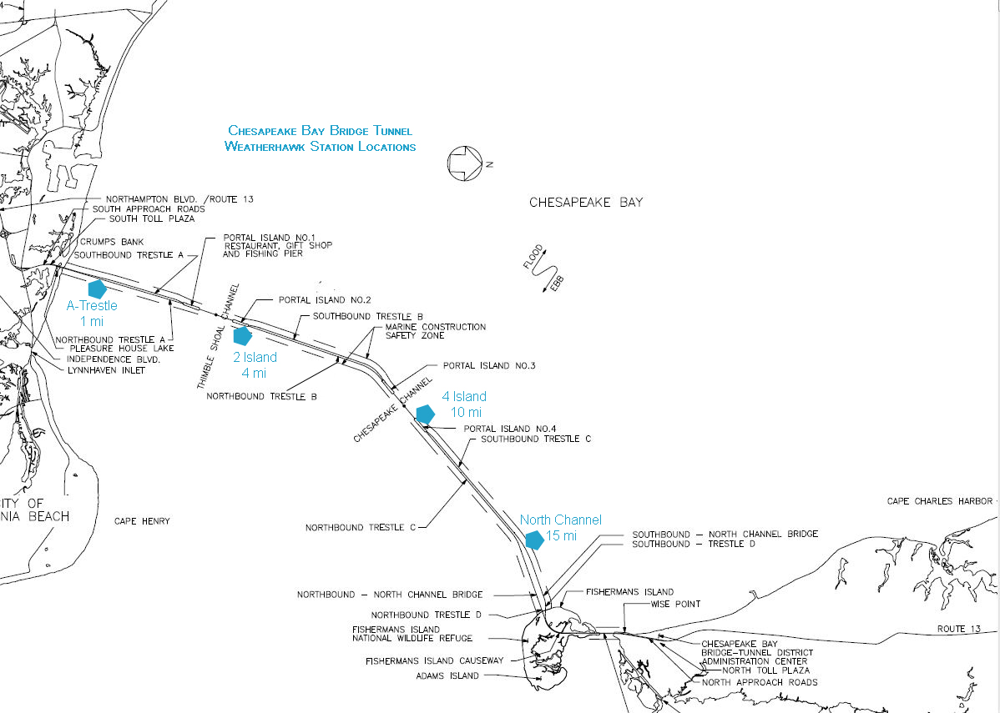 CHESAPEAKE BAY BRIDGE TUNNEL
WEATHERHAWK STATION LOCATIONS
N
CHESAPEAKE BAY
NORTHAMPTON BLVD. /ROUTE 13
SOUTH APPROACH ROADS
SOUTH TOLL PLAZA
CRUMPS BANK
SOUTHBOUND TRESTLE A
PORTAL ISLAND NO.1
RESTAURANT, GIFT SHOP
AND FISHING PIER
FLOOD
EBB
A-Trestle
1 mi
THIMBLE SHOAL CHANNEL
PORTAL ISLAND NO.2
SOUTHBOUND TRESTLE B
MARINE CONSTRUCTION
SAFETY ZONE
NORTHBOUND TRESTLE A
PLEASURE HOUSE LAKE
INDEPENDENCE BLVD.
LYNNHAVEN INLET
2 Island
4 mi
PORTAL ISLAND NO.3
NORTHBOUND TRESTLE B
CHESAPEAKE CHANNEL
4 Island
10 mi
PORTAL ISLAND NO.4
SOUTHBOUND TRESTLE C
CITY OF
NIA BEACH
CAPE HENRY
CAPE CHARLES HARBOR
NORTHBOUND TRESTLE C
North Channel
15 mi
SOUTHBOUND – NORTH CHANNEL BRIDGE
SOUTHBOUND – TRESTLE D
NORTHBOUND – NORTH CHANNEL BRIDGE
FISHERMANS ISLAND
WISE POINT
NORTHBOUND TRESTLE D
FISHERMANS ISLAND
NATIONAL WILDLIFE REFUGE
ROUTE 13
FISHERMANS ISLAND CAUSEWAY
ADAMS ISLAND
CHESAPEAKE BAY
BRIDGE-TUNNEL DISTRICT
ADMINISTRATION CENTER
NORTH TOLL PLAZA
NORTH APPROACH ROADS